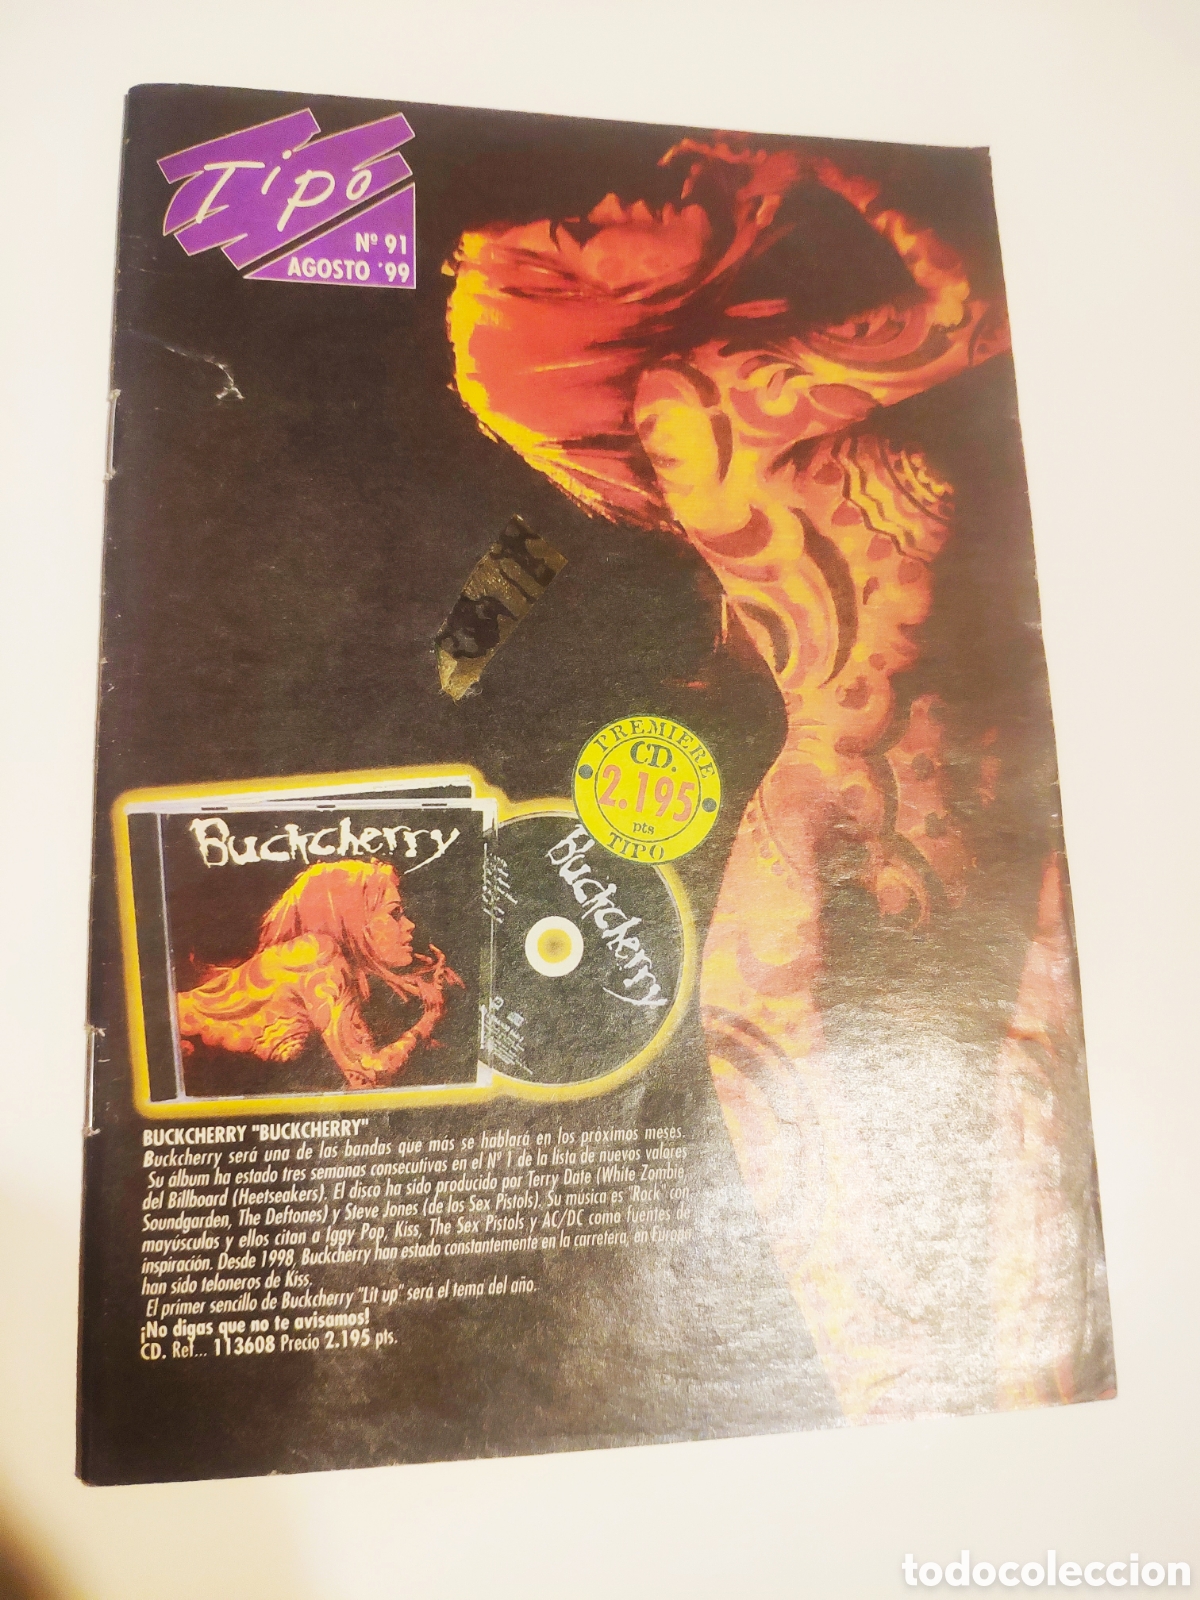 Tipo
Nº 91
AGOSTO '99
PREMIERE
CD.
2.195
pts
TIPO
Buckcherry
Buckcherry
BUCKCHERRY "BUCKCHERRY"
Buckcherry será una de las bandas que más se hablará en los próximos meses.
Su álbum ha estado tres semanas consecutivas en el Nº 1 de la lista de nuevos valores
del Billboard (Heetseakers). El disco ha sido producido por Terry Date (White Zombie,
Soundgarden, The Deftones) y Steve Jones (de los Sex Pistols). Su música es "Rock" con
mayúsculas y ellos citan a Iggy Pop, Kiss, The Sex Pistols y AC/DC como fuentes de
inspiración. Desde 1998, Buckcherry han estado constantemente en la carretera, en Europa
han sido teloneros de Kiss.
El primer sencillo de Buckcherry "Lit up" será el tema del año.
¡No digas que no te avisamos!
CD. Ref... 113608 Precio 2.195 pts.
todocoleccion